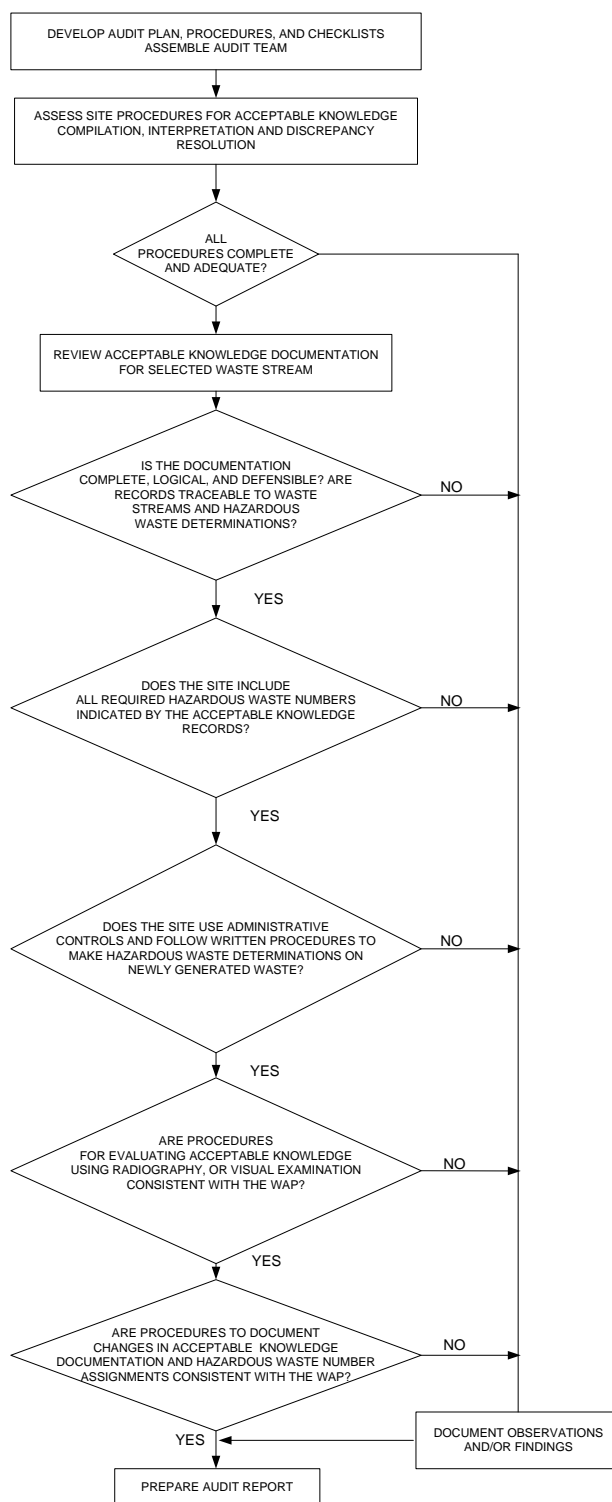 DEVELOP AUDIT PLAN, PROCEDURES, AND CHECKLISTS
ASSEMBLE AUDIT TEAM
ASSESS SITE PROCEDURES FOR ACCEPTABLE KNOWLEDGE
COMPILATION, INTERPRETATION AND DISCREPANCY
RESOLUTION
ALL
PROCEDURES COMPLETE
AND ADEQUATE?
REVIEW ACCEPTABLE KNOWLEDGE DOCUMENTATION
FOR SELECTED WASTE STREAM
IS THE DOCUMENTATION
COMPLETE, LOGICAL, AND DEFENSIBLE? ARE
RECORDS TRACEABLE TO WASTE
STREAMS AND HAZARDOUS
WASTE DETERMINATIONS?
NO
YES
DOES THE SITE INCLUDE
ALL REQUIRED HAZARDOUS WASTE NUMBERS
INDICATED BY THE ACCEPTABLE KNOWLEDGE
RECORDS?
NO
YES
DOES THE SITE USE ADMINISTRATIVE
CONTROLS AND FOLLOW WRITTEN PROCEDURES TO
MAKE HAZARDOUS WASTE DETERMINATIONS ON
NEWLY GENERATED WASTE?
NO
YES
ARE PROCEDURES
FOR EVALUATING ACCEPTABLE KNOWLEDGE
USING RADIOGRAPHY, OR VISUAL EXAMINATION
CONSISTENT WITH THE WAP?
NO
YES
ARE PROCEDURES TO DOCUMENT
CHANGES IN ACCEPTABLE KNOWLEDGE
DOCUMENTATION AND HAZARDOUS WASTE NUMBER
ASSIGNMENTS CONSISTENT WITH THE WAP?
NO
YES
DOCUMENT OBSERVATIONS
AND/OR FINDINGS
PREPARE AUDIT REPORT